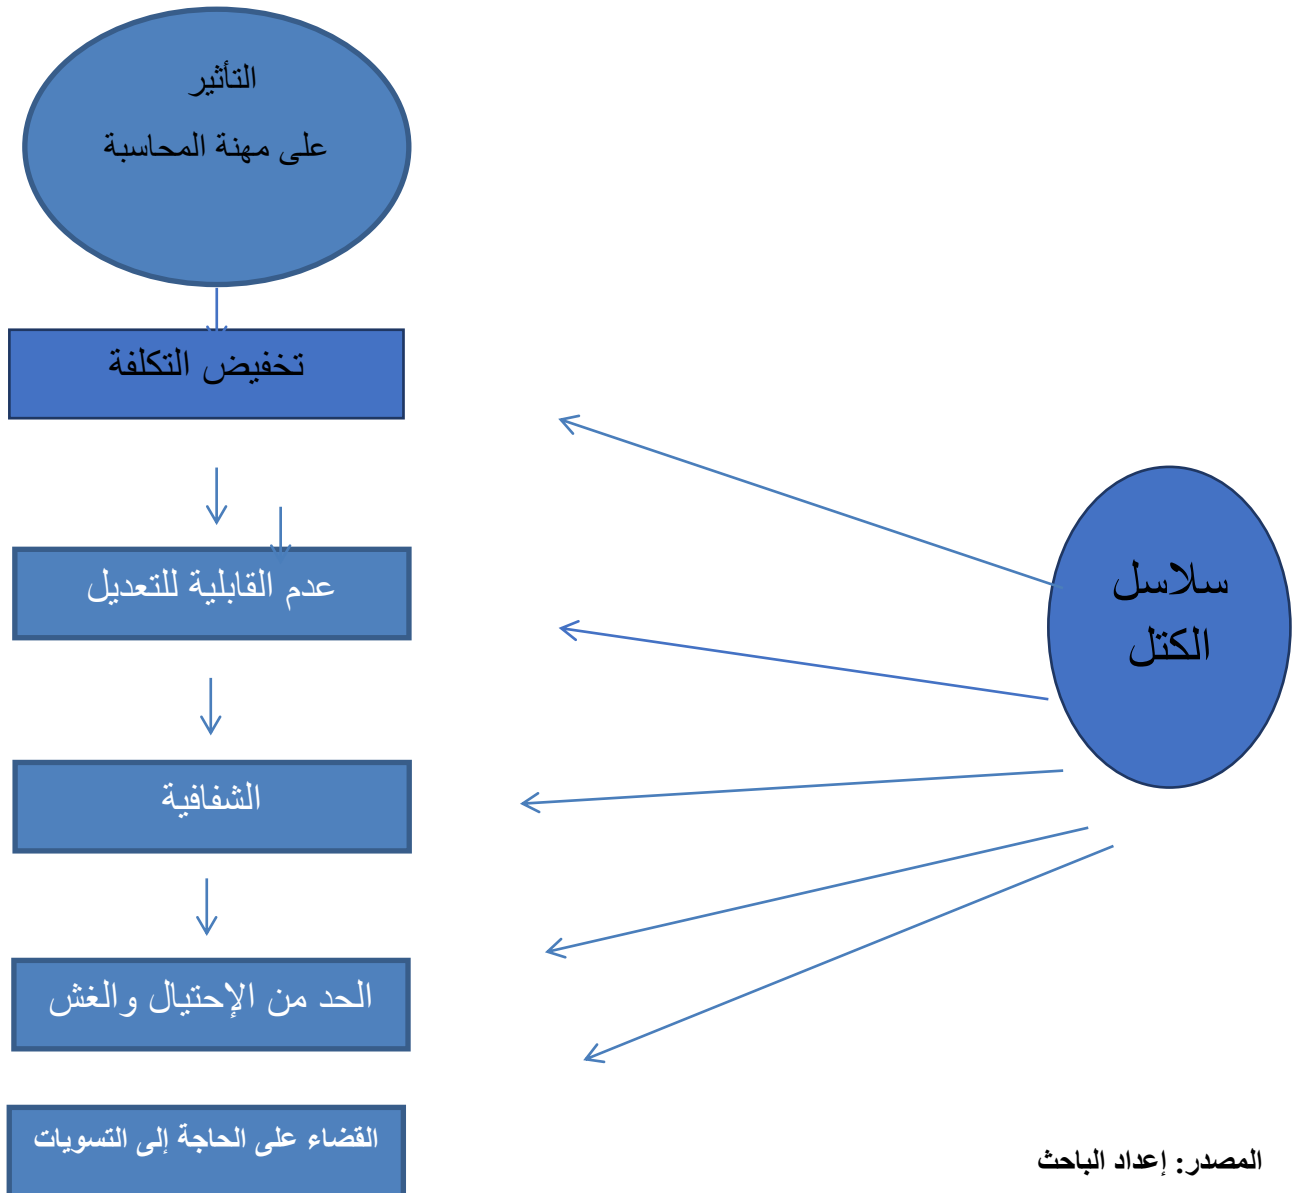 التأثير
على مهنة المحاسبة
تخفيض التكلفة
سلاسل
الكتل
عدم القابلية للتعديل
الشفافية
الحد من الإحتيال والغش
القضاء على الحاجة إلى التسويات
المصدر: إعداد الباحث